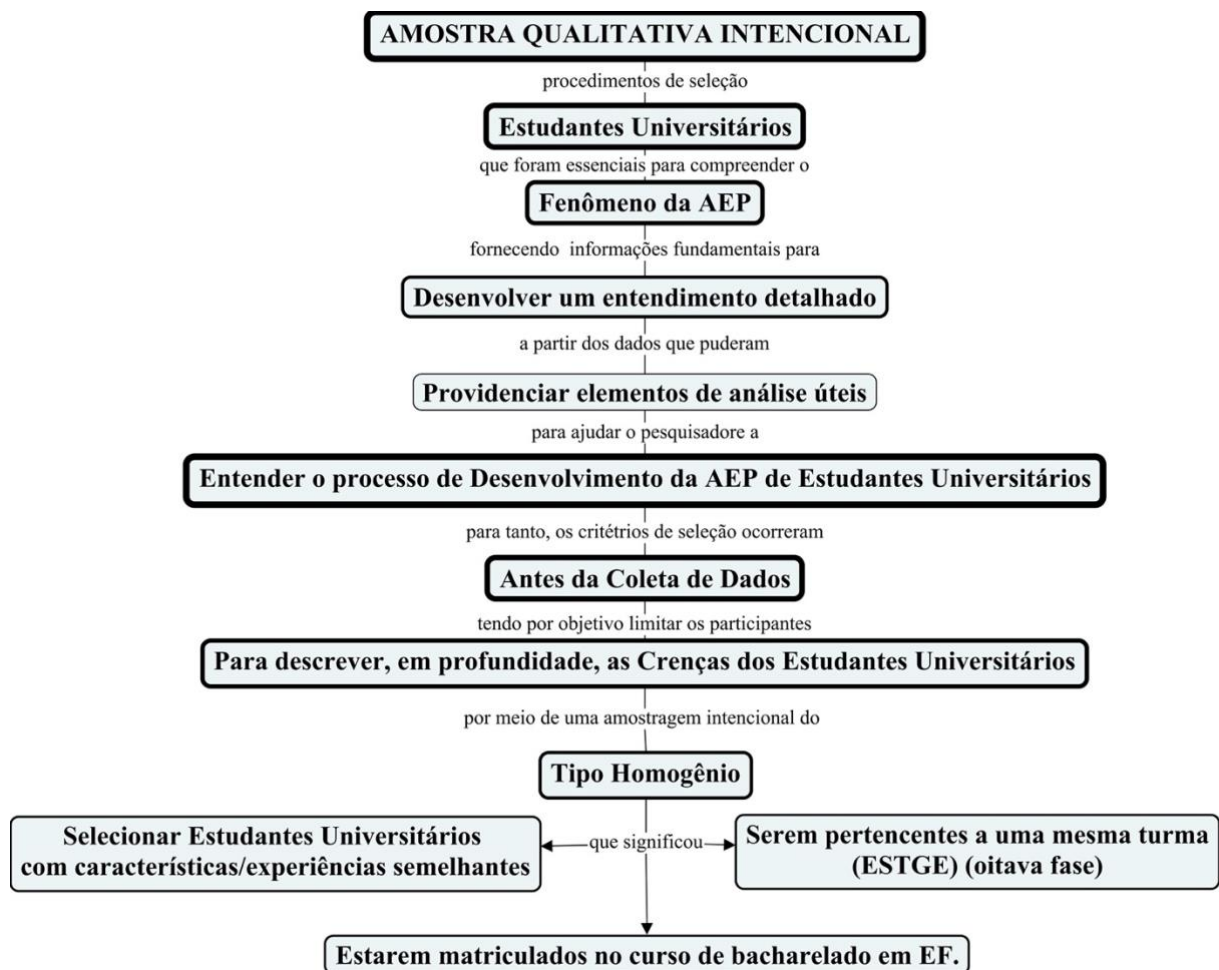 AMOSTRA QUALITATIVA INTENCIONAL
procedimentos de seleção
Estudantes Universitários
que foram essenciais para compreender o
Fenômeno da AEP
fornecendo informações fundamentais para
Desenvolver um entendimento detalhado
a partir dos dados que puderam
Providenciar elementos de análise úteis
para ajudar o pesquisadore a
Entender o processo de Desenvolvimento da AEP de Estudantes Universitários
para tanto, os critétrios de seleção ocorreram
Antes da Coleta de Dados
tendo por objetivo limitar os participantes
Para descrever, em profundidade, as Crenças dos Estudantes Universitários
por meio de uma amostragem intencional do
Tipo Homogênio
que significou
Selecionar Estudantes Universitários
com características/experiências semelhantes
Serem pertencentes a uma mesma turma
(ESTGE) (oitava fase)
Estarem matriculados no curso de bacharelado em EF.